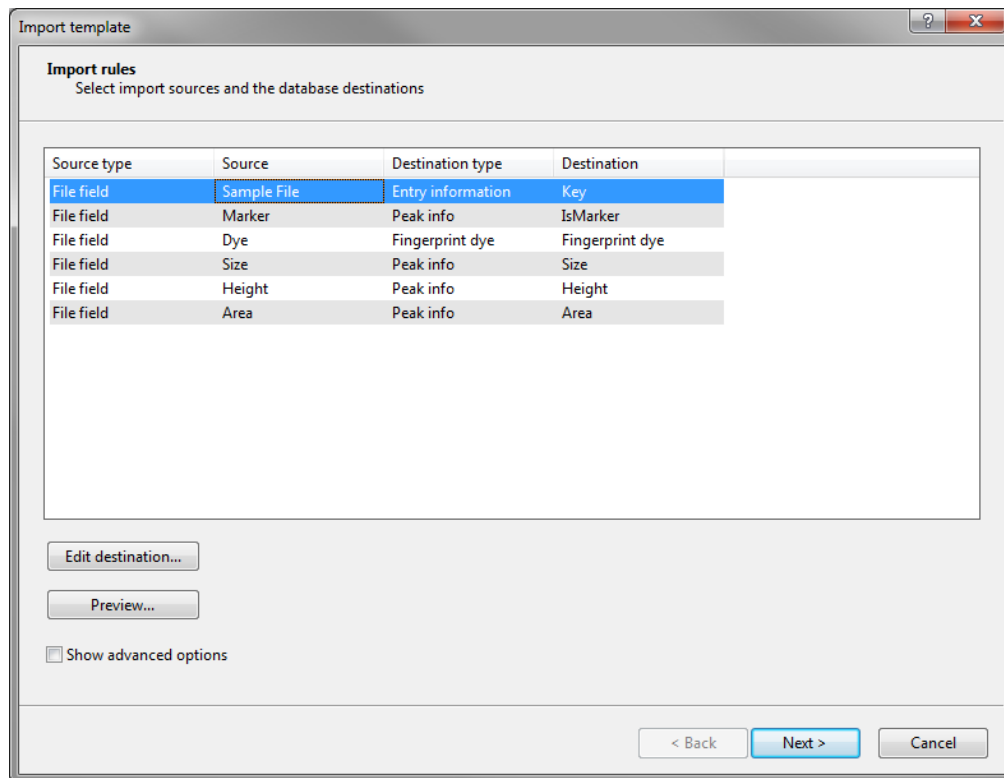 Import template
Import rules
Select import sources and the database destinations
Source type Source Destination type Destination
File field Sample File Entry information Key
File field Marker Peak info IsMarker
File field Dye Fingerprint dye Fingerprint dye
File field Size Peak info Size
File field Height Peak info Height
File field Area Peak info Area
Edit destination...
Preview...
Show advanced options
< Back Next > Cancel